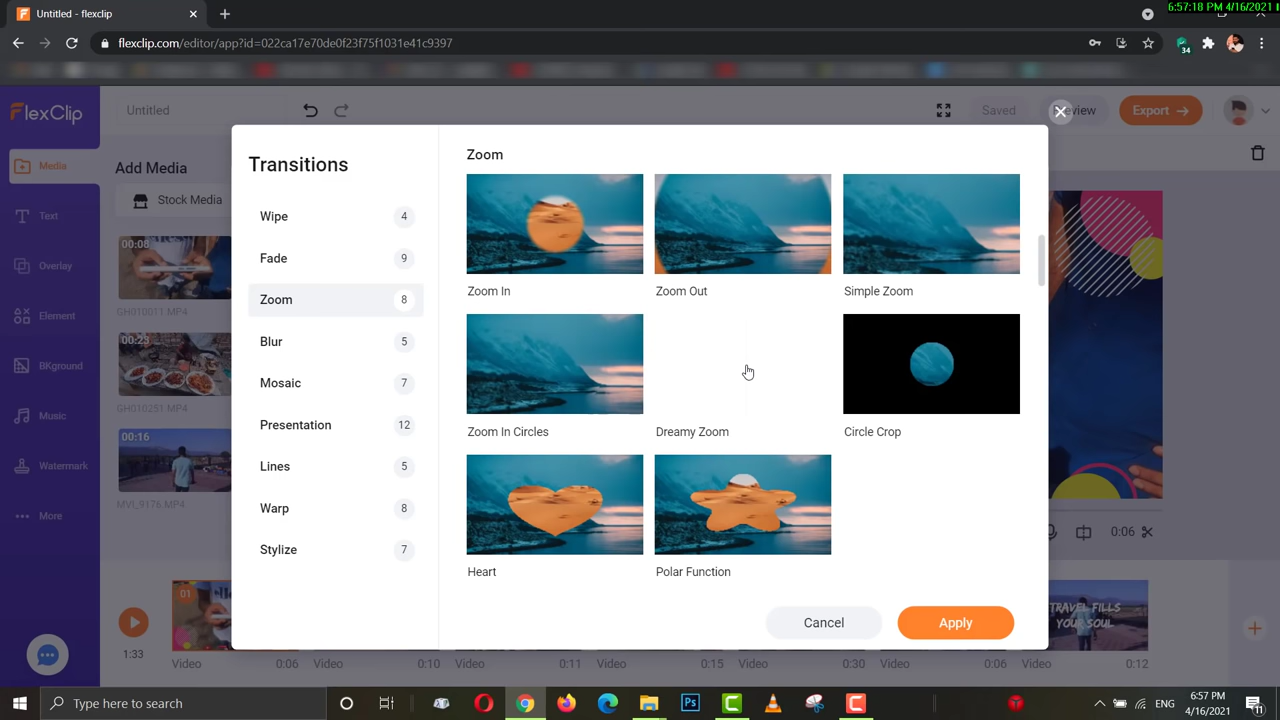 6:57:18 PM 4/16/2021
Untitled - flexclip
flexclip.com/editor/app?id=022ca17e70de0f23f75f1031e41c9397
34
FlexClip
Untitled
Saved
Preview
Export
Media
Text
Overlay
Element
BKground
Music
Watermark
More
Add Media
Stock Media
00:08
GH010011.MP4
00:23
GH010251.MP4
00:16
MVI_9176.MP4
Transitions
Wipe 4
Fade 9
Zoom 8
Blur 5
Mosaic 7
Presentation 12
Lines 5
Warp 8
Stylize 7
Zoom
Zoom In
Zoom Out
Simple Zoom
Zoom In Circles
Dreamy Zoom
Circle Crop
Heart
Polar Function
Cancel
Apply
0:06
01
TRAVEL FILLS
YOUR SOUL
1:33
Video 0:06
Video 0:10
Video 0:11
Video 0:15
Video 0:30
Video 0:06
Video 0:12
Type here to search
Ps
ENG
6:57 PM
4/16/2021
11